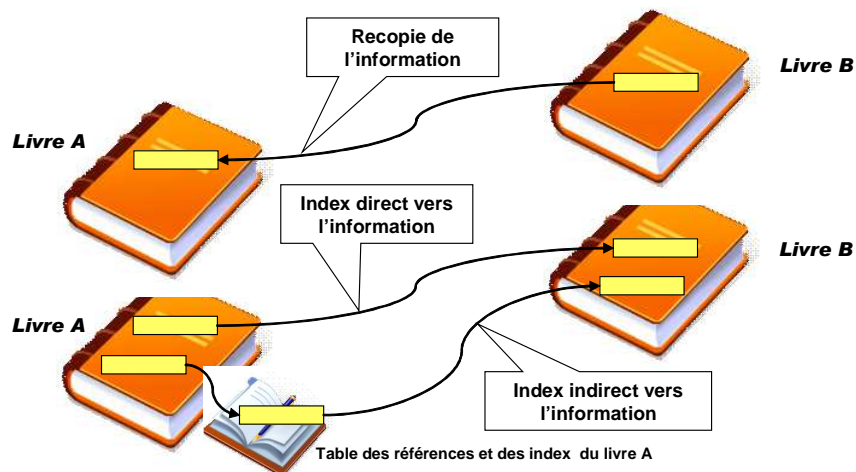 Recopie de
l'information
Livre B
Livre A
Index direct vers
l'information
Livre B
Livre A
Index indirect vers
l'information
Table des références et des index du livre A